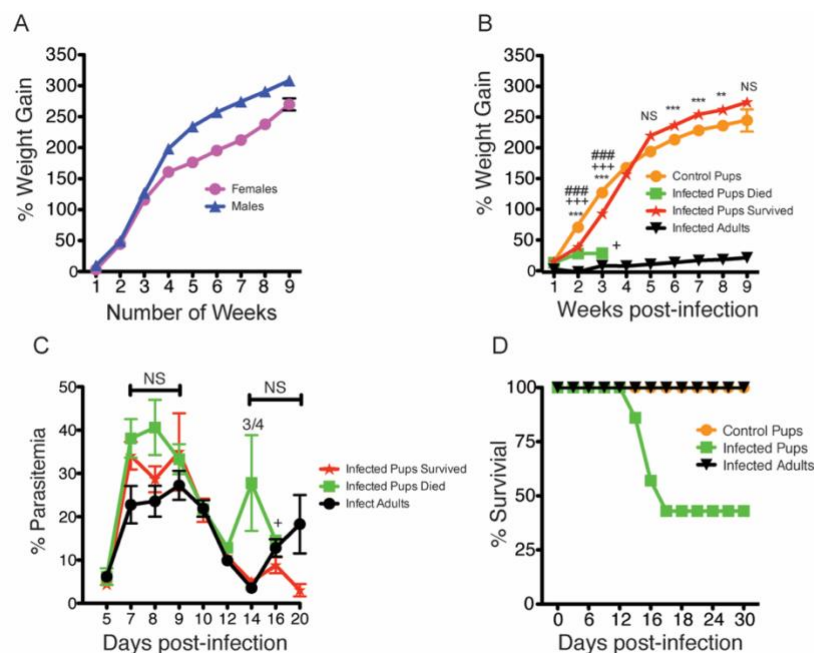 A
% Weight Gain
350
300
250
200
150
100
50
0
1 2 3 4 5 6 7 8 9
Number of Weeks
Females
Males
B
% Weight Gain
350
300
250
200
150
100
50
0
1 2 3 4 5 6 7 8 9
Weeks post-infection
###
+++
***
###
+++
***
NS
***
***
**
NS
+
Control Pups
Infected Pups Died
Infected Pups Survived
Infected Adults
C
% Parasitemia
50
40
30
20
10
0
5 7 8 9 10 12 14 16 20
Days post-infection
NS
NS
3/4
+
Infected Pups Survived
Infected Pups Died
Infect Adults
D
% Survivial
100
75
50
25
0
0 6 12 16 18 24 30
Days post-infection
Control Pups
Infected Pups
Infected Adults